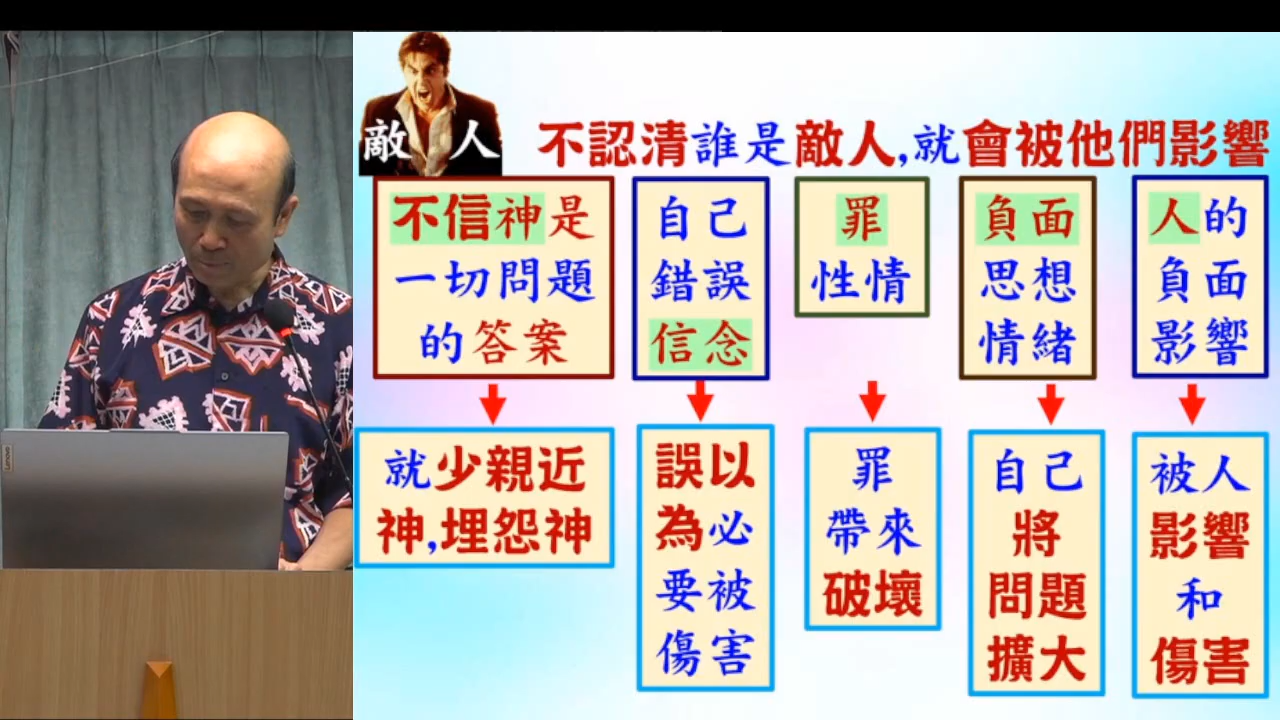 敵人
不認清誰是敵人,就會被他們影響
不信神是
一切問題
的答案
自己
錯誤
信念
罪
性情
負面
思想
情緒
人的
負面
影響
就少親近
神,埋怨神
誤以
為必
要被
傷害
罪
帶來
破壞
自己
將
問題
擴大
被人
影響
和
傷害
Lenovo